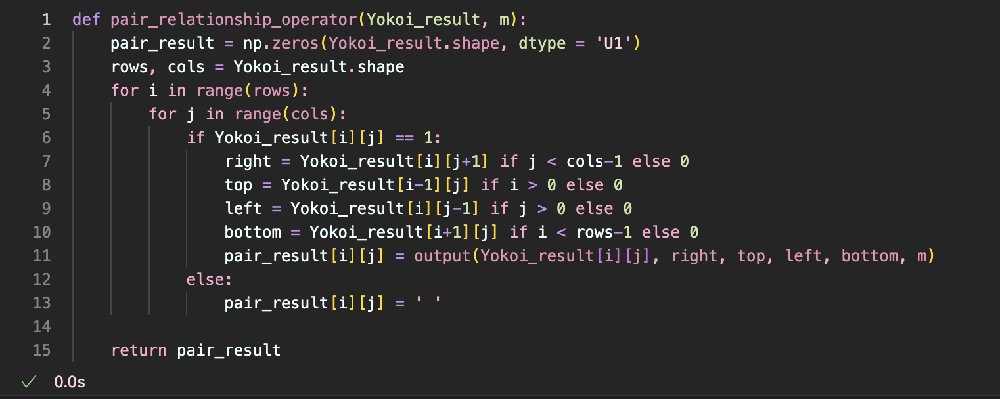 1 def pair_relationship_operator(Yokoi_result, m):
2     pair_result = np.zeros(Yokoi_result.shape, dtype = 'U1')
3     rows, cols = Yokoi_result.shape
4     for i in range(rows):
5         for j in range(cols):
6             if Yokoi_result[i][j] == 1:
7                 right = Yokoi_result[i][j+1] if j < cols-1 else 0
8                 top = Yokoi_result[i-1][j] if i > 0 else 0
9                 left = Yokoi_result[i][j-1] if j > 0 else 0
10                 bottom = Yokoi_result[i+1][j] if i < rows-1 else 0
11                 pair_result[i][j] = output(Yokoi_result[i][j], right, top, left, bottom, m)
12             else:
13                 pair_result[i][j] = ' '
14
15     return pair_result
✓ 0.0s